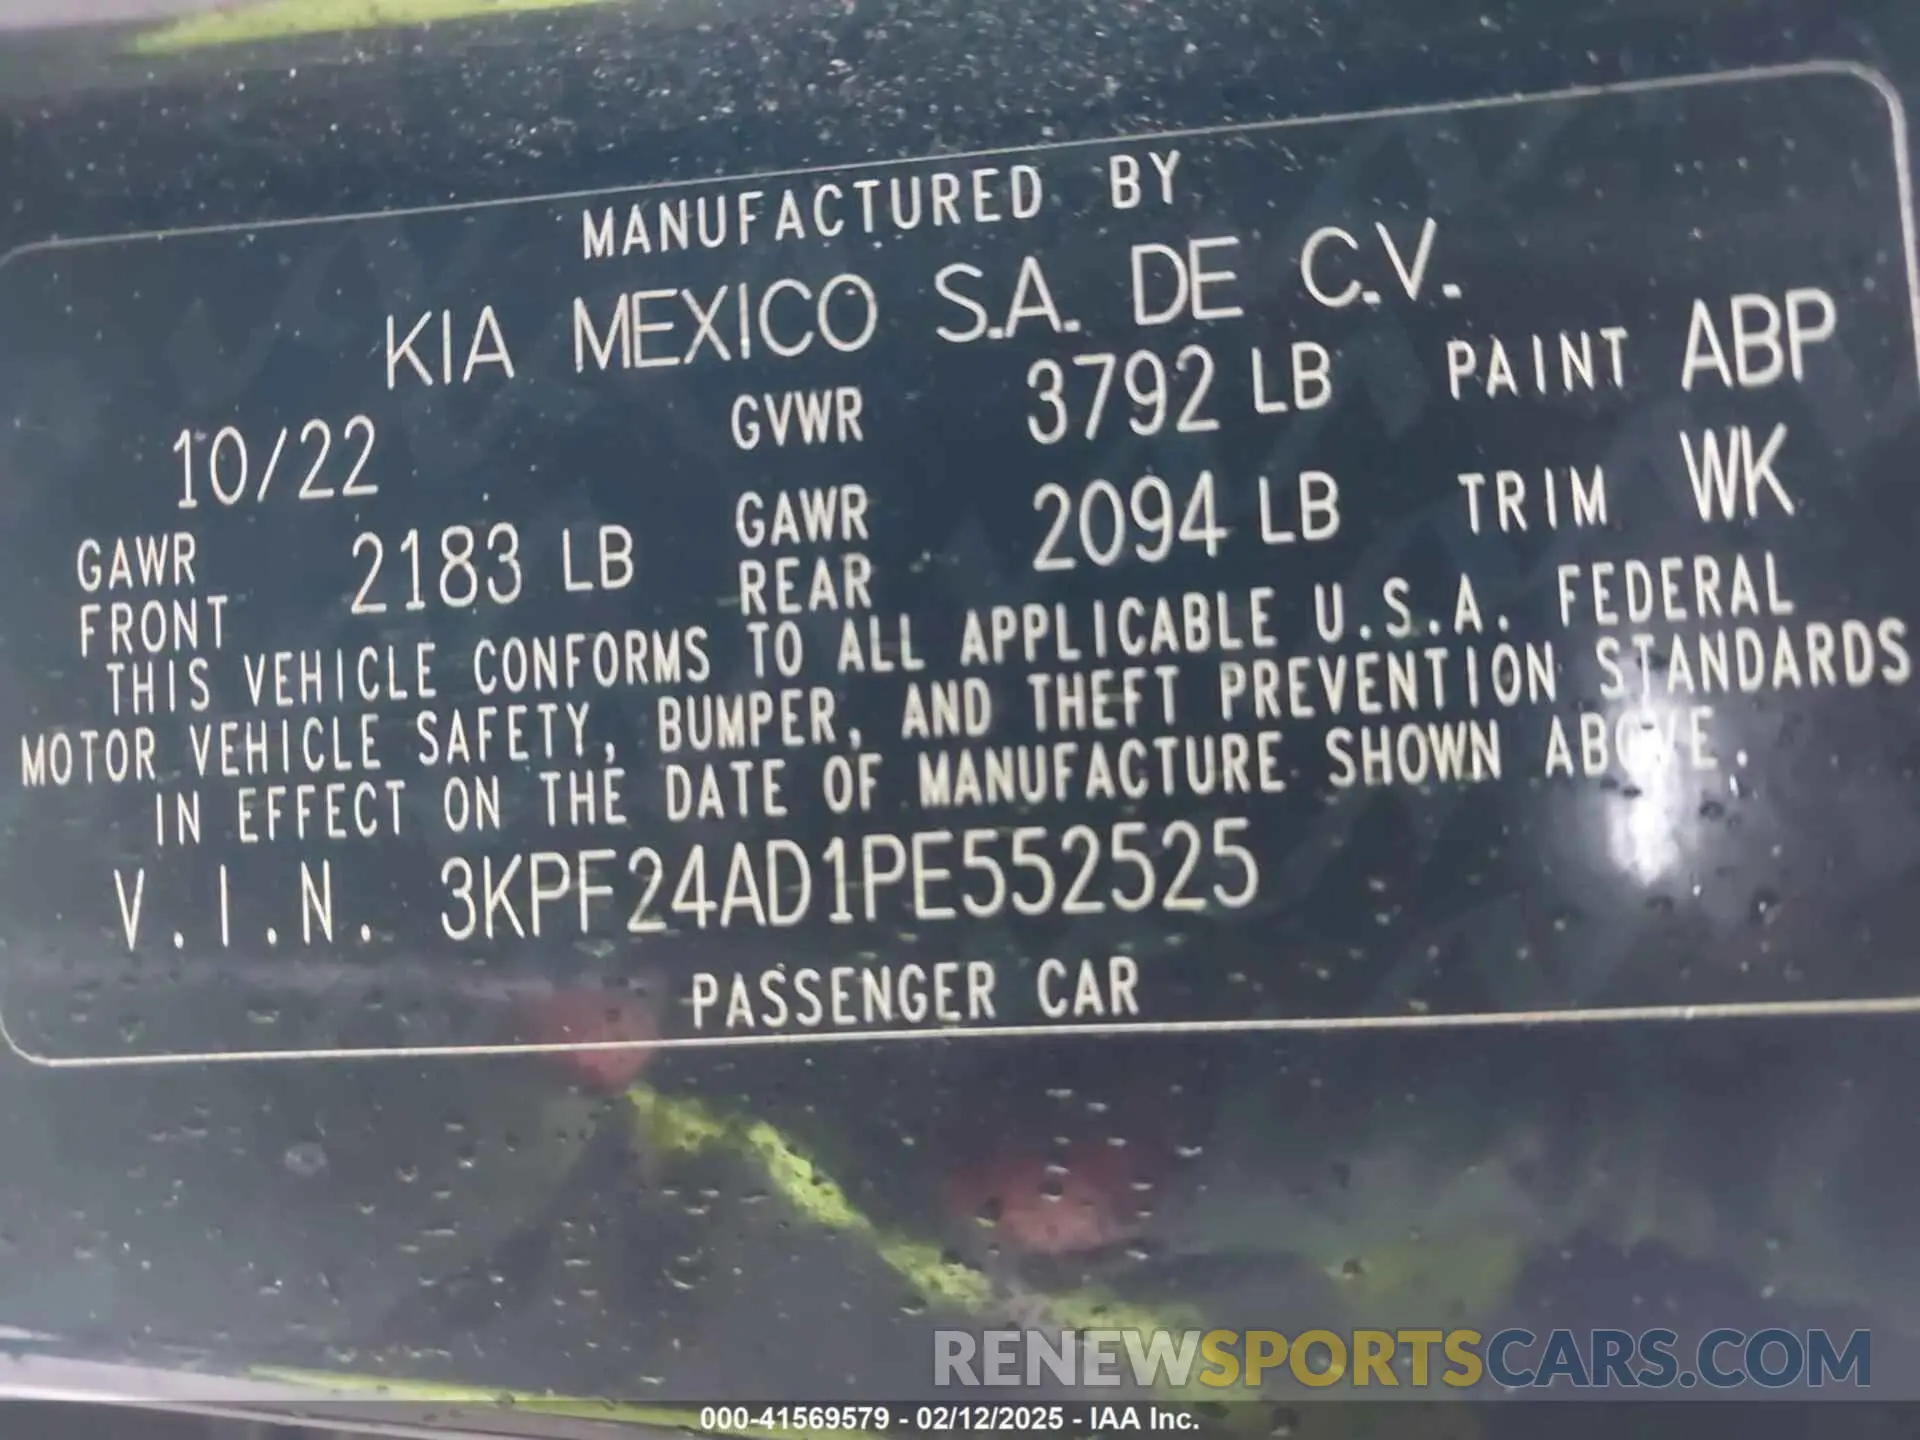 MANUFACTURED BY
KIA MEXICO S.A. DE C.V.
10/22 GVWR 3792 LB PAINT ABP
GAWR FRONT 2183 LB GAWR REAR 2094 LB TRIM WK
THIS VEHICLE CONFORMS TO ALL APPLICABLE U.S.A. FEDERAL
MOTOR VEHICLE SAFETY, BUMPER, AND THEFT PREVENTION STANDARDS
IN EFFECT ON THE DATE OF MANUFACTURE SHOWN ABOVE.
V.I.N. 3KPF24AD1PE552525
PASSENGER CAR
RENEWSPORTSCARS.COM
000-41569579 - 02/12/2025 - IAA Inc.